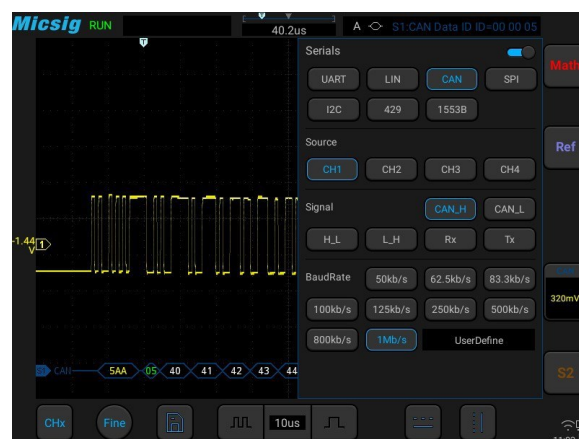 Micsig RUN 40.2us A S1:CAN Data ID ID=00 00 05
T
Serials
UART LIN CAN SPI
I2C 429 1553B
Source
CH1 CH2 CH3 CH4
Signal CAN_H CAN_L
H_L L_H Rx Tx
BaudRate 50kb/s 62.5kb/s 83.3kb/s
100kb/s 125kb/s 250kb/s 500kb/s
800kb/s 1Mb/s UserDefine
Math
Ref
320mV
S2
-1.44
V 1
S1 CAN 5AA 05 40 41 42 43 44
CHx Fine 10us